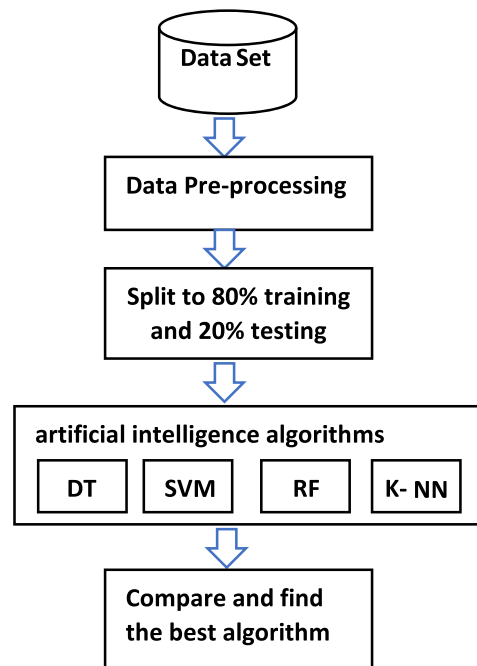 Data Set
Data Pre-processing
Split to 80% training
and 20% testing
artificial intelligence algorithms
DT SVM RF K- NN
Compare and find
the best algorithm